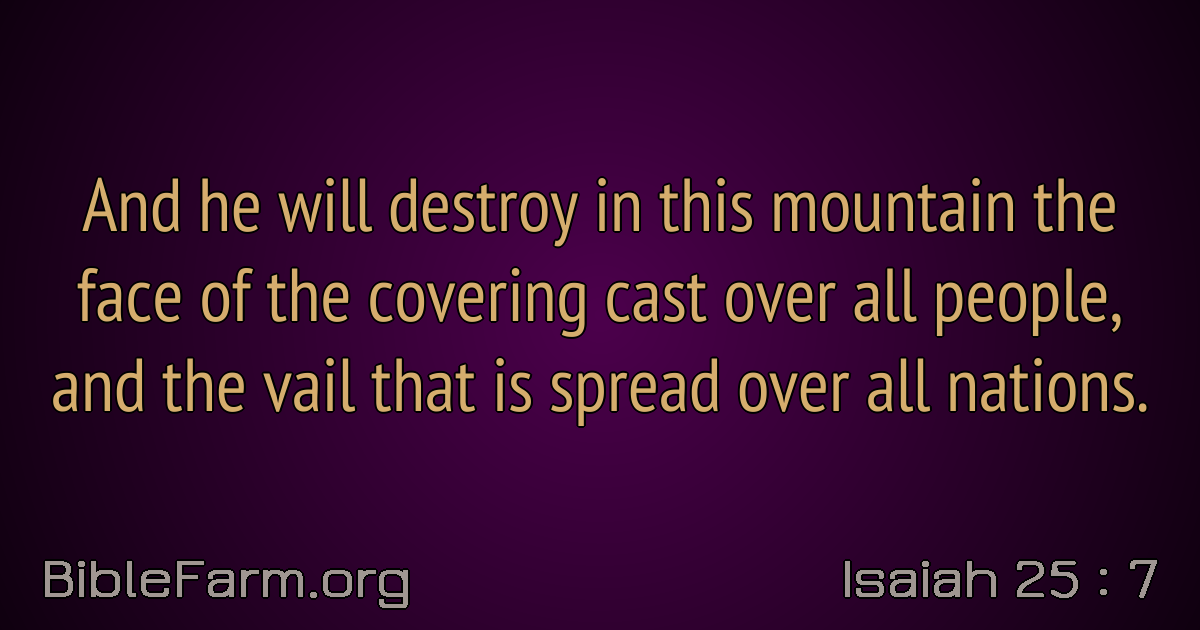 And he will destroy in this mountain the
face of the covering cast over all people,
and the vail that is spread over all nations.
BibleFarm.org
Isaiah 25 : 7